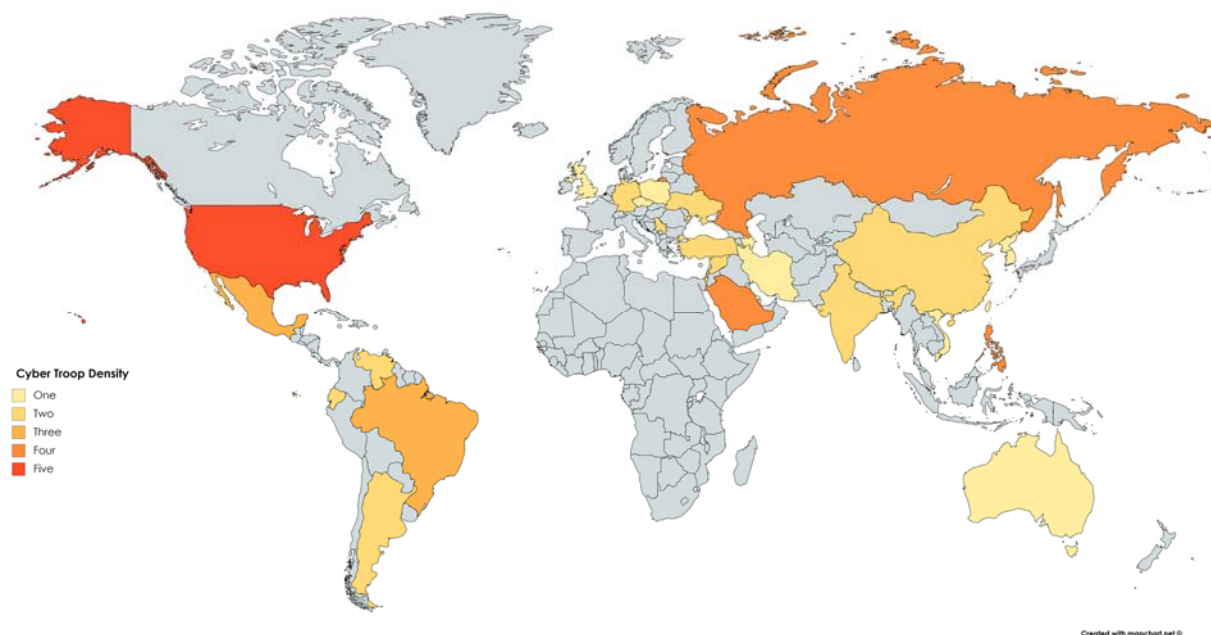 Cyber Troop Density
One
Two
Three
Four
Five
Created with mapchart.net ©